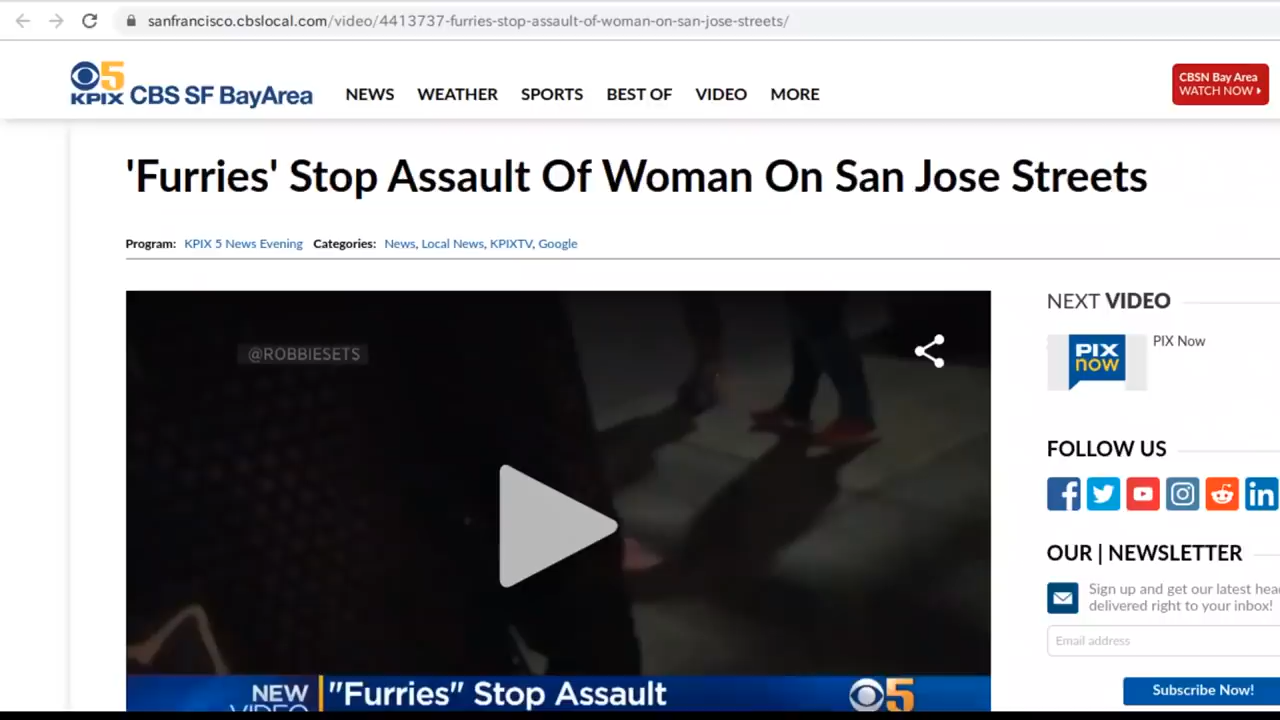 sanfrancisco.cbslocal.com/video/4413737-furries-stop-assault-of-woman-on-san-jose-streets/
5
KPIX CBS SF BayArea
NEWS WEATHER SPORTS BEST OF VIDEO MORE
CBSN Bay Area
WATCH NOW
'Furries' Stop Assault Of Woman On San Jose Streets
Program: KPIX 5 News Evening Categories: News, Local News, KPIXTV, Google
@ROBBIESETS
NEW
VIDEO
"Furries" Stop Assault
5
NEXT VIDEO
PIX
now
PIX Now
FOLLOW US
OUR | NEWSLETTER
Sign up and get our latest hea
delivered right to your inbox!
Email address
Subscribe Now!